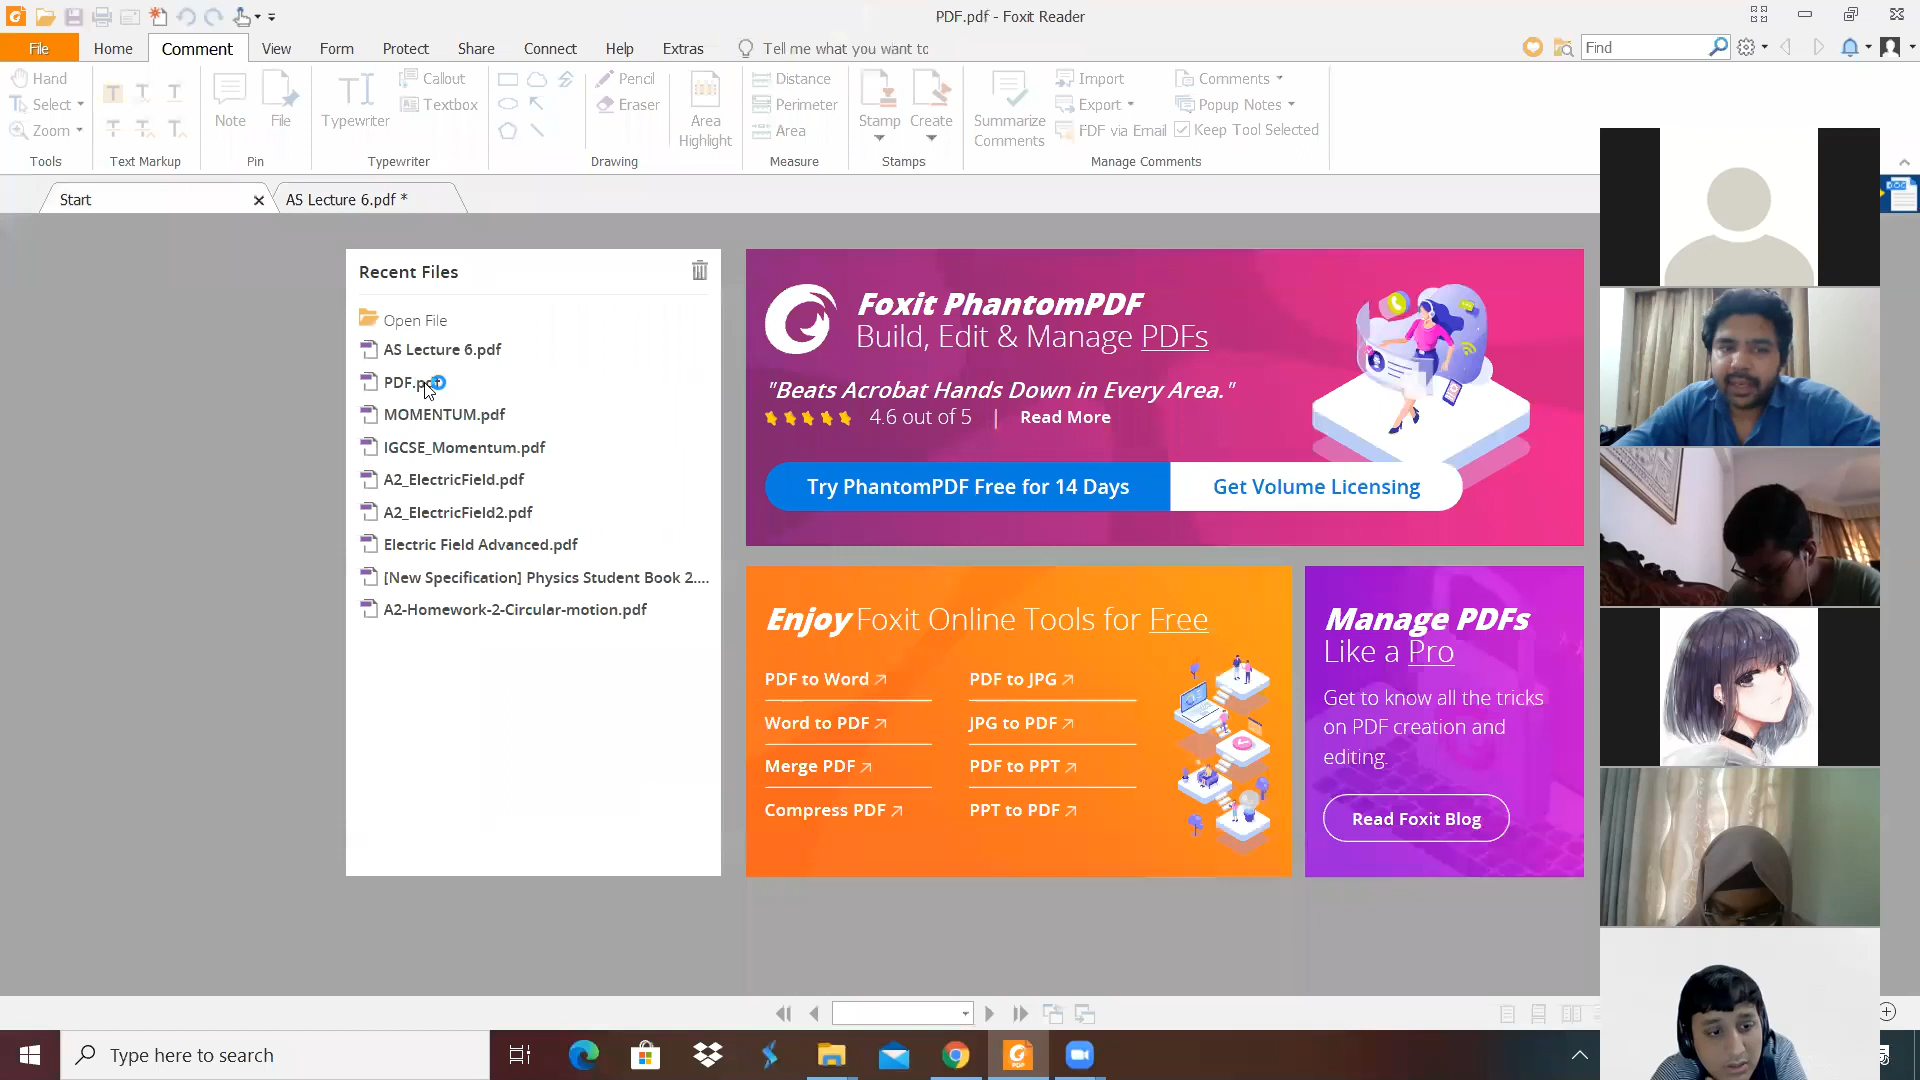 PDF.pdf - Foxit Reader
File Home Comment View Form Protect Share Connect Help Extras Tell me what you want to Find
Hand
Select
Zoom
Tools
Text Markup
Note
File
Pin
Typewriter
Callout
Textbox
Typewriter
Pencil
Eraser
Area
Highlight
Drawing
Distance
Perimeter
Area
Measure
Stamp
Create
Stamps
Summarize
Comments
Import
Export
FDF via Email
Comments
Popup Notes
Keep Tool Selected
Manage Comments
Start
AS Lecture 6.pdf *
Recent Files
Open File
AS Lecture 6.pdf
PDF.pdf
MOMENTUM.pdf
IGCSE_Momentum.pdf
A2_ElectricField.pdf
A2_ElectricField2.pdf
Electric Field Advanced.pdf
[New Specification] Physics Student Book 2....
A2-Homework-2-Circular-motion.pdf
Foxit PhantomPDF
Build, Edit & Manage PDFs
"Beats Acrobat Hands Down in Every Area."
4.6 out of 5 | Read More
Try PhantomPDF Free for 14 Days
Get Volume Licensing
Enjoy Foxit Online Tools for Free
PDF to Word
PDF to JPG
Word to PDF
JPG to PDF
Merge PDF
PDF to PPT
Compress PDF
PPT to PDF
Manage PDFs
Like a Pro
Get to know all the tricks
on PDF creation and
editing.
Read Foxit Blog
Type here to search